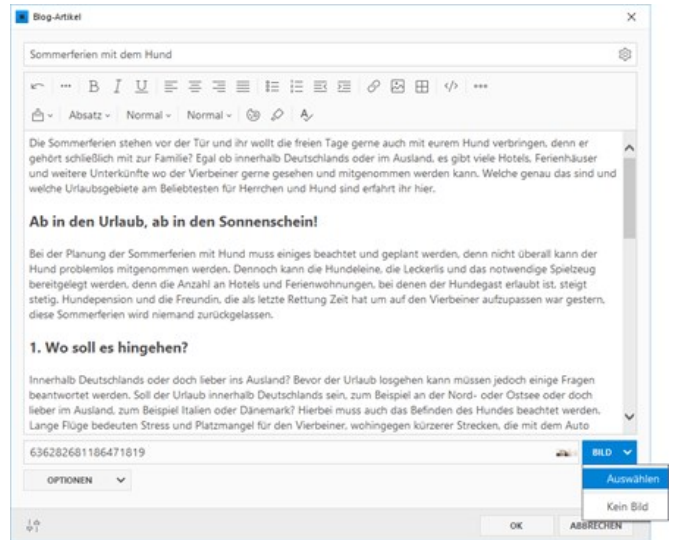 Blog-Artikel
Sommerferien mit dem Hund
B I U
Absatz Normal Normal
Die Sommerferien stehen vor der Tür und ihr wollt die freien Tage gerne auch mit eurem Hund verbringen, denn er
gehört schließlich mit zur Familie? Egal ob innerhalb Deutschlands oder im Ausland, es gibt viele Hotels, Ferienhäuser
und weitere Unterkünfte wo der Vierbeiner gerne gesehen und mitgenommen werden kann. Welche genau das sind und
welche Urlaubsgebiete am Beliebtesten für Herrchen und Hund sind erfahrt ihr hier.
Ab in den Urlaub, ab in den Sonnenschein!
Bei der Planung der Sommerferien mit Hund muss einiges beachtet und geplant werden, denn nicht überall kann der
Hund problemlos mitgenommen werden. Dennoch kann die Hundeleine, die Leckerlis und das notwendige Spielzeug
bereitgelegt werden, denn die Anzahl an Hotels und Ferienwohnungen, bei denen der Hundegast erlaubt ist, steigt
stetig. Hundepension und die Freundin, die als letzte Rettung Zeit hat um auf den Vierbeiner aufzupassen war gestern,
diese Sommerferien wird niemand zurückgelassen.
1. Wo soll es hingehen?
Innerhalb Deutschlands oder doch lieber ins Ausland? Bevor der Urlaub losgehen kann müssen jedoch einige Fragen
beantwortet werden. Soll der Urlaub innerhalb Deutschlands sein, zum Beispiel an der Nord- oder Ostsee oder doch
lieber im Ausland, zum Beispiel Italien oder Dänemark? Hierbei muss auch das Befinden des Hundes beachtet werden.
Lange Flüge bedeuten Stress und Platzmangel für den Vierbeiner, wohingegen kürzerer Strecken, die mit dem Auto
636282681186471819 BILD
OPTIONEN Auswählen
Kein Bild
OK ABBRECHEN